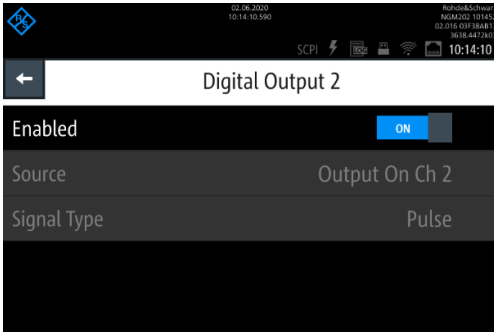 R&S
02.06.2020
10:14:10.590
Rohde&Schwar
NGM202 10145
02.016 03F38AB1
3638.4472k0
SCPI
10:14:10
Digital Output 2
Enabled
ON
Source
Output On Ch 2
Signal Type
Pulse